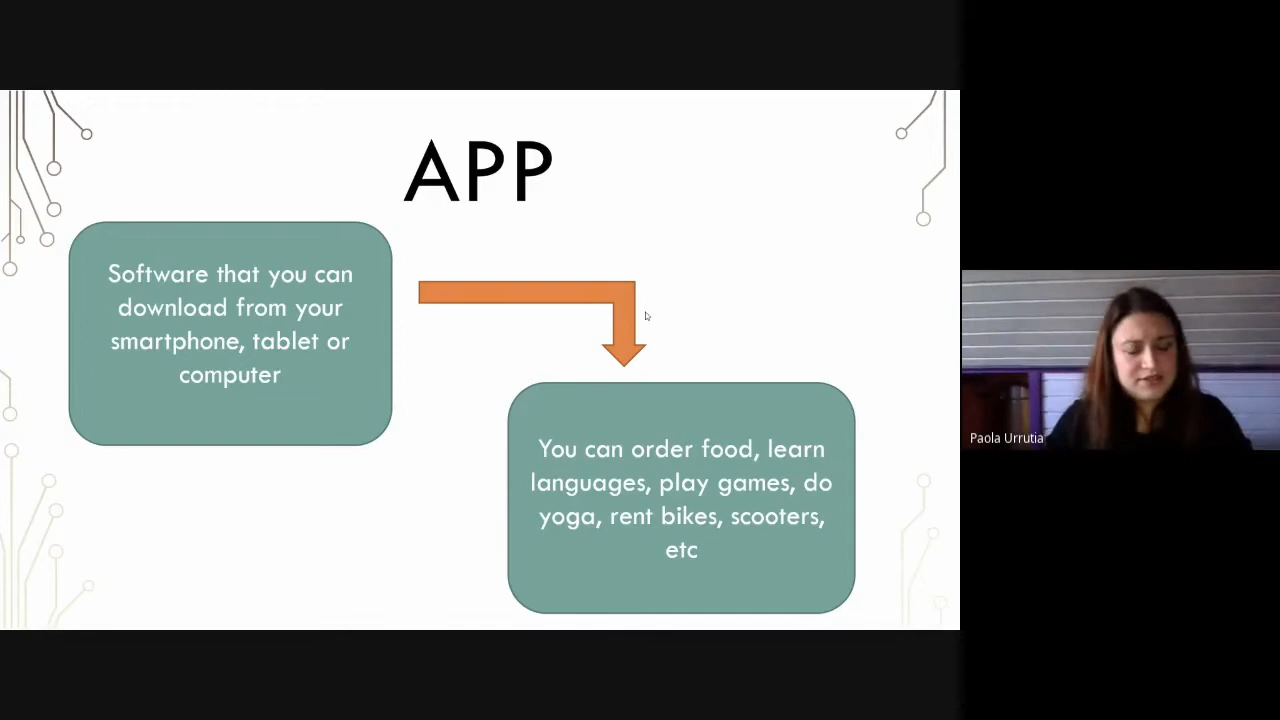 APP
Software that you can
download from your
smartphone, tablet or
computer
You can order food, learn
languages, play games, do
yoga, rent bikes, scooters,
etc
Paola Urrutia